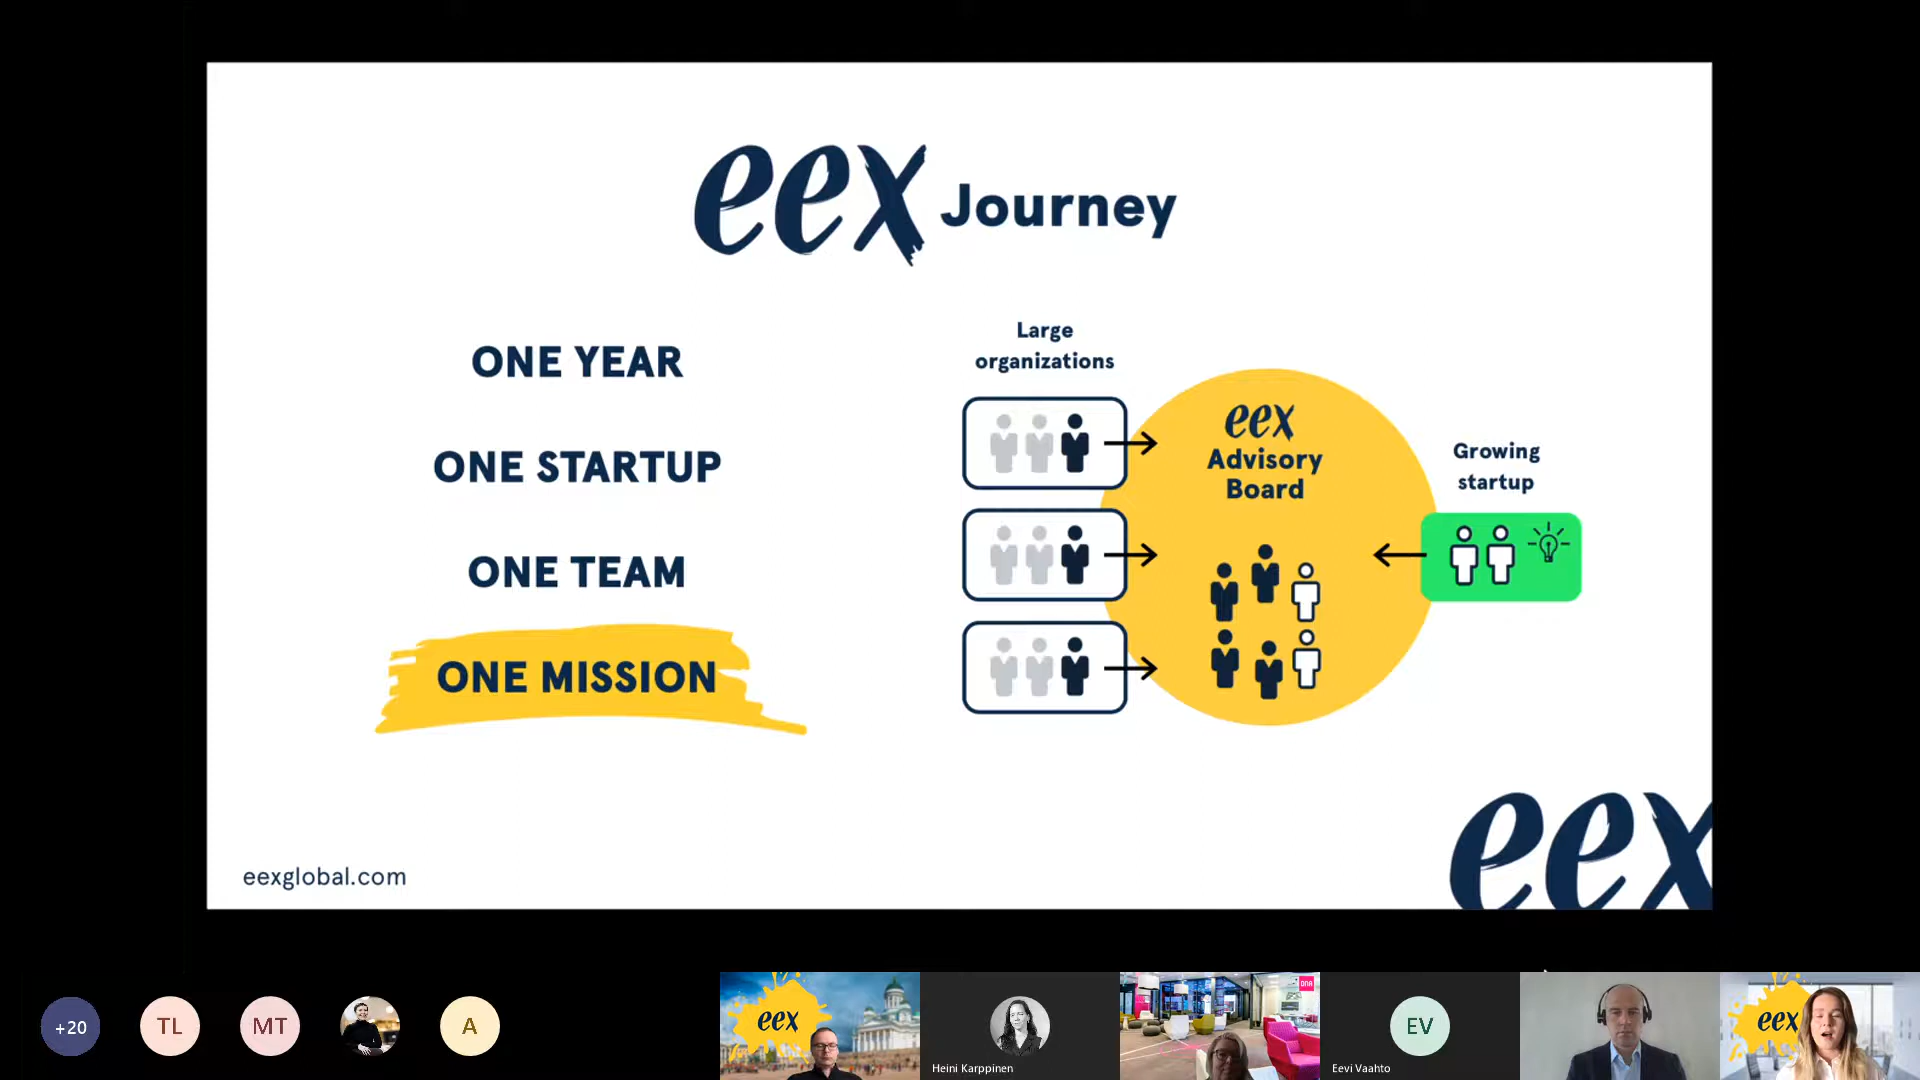 eex Journey
ONE YEAR
ONE STARTUP
ONE TEAM
ONE MISSION
Large
organizations
eex
Advisory
Board
Growing
startup
eexglobal.com
eex
+20
TL
MT
A
eex
Heini Karppinen
DNA
EV
Eevi Vaahto
eex